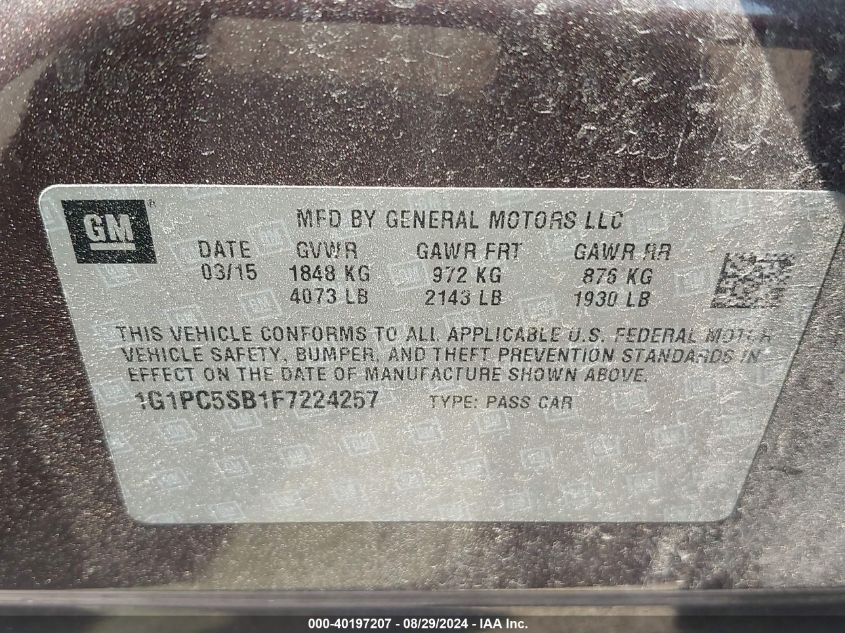 GM ® MFD BY GENERAL MOTORS LLC
DATE GVWR GAWR FRT GAWR RR
03/15 1848 KG 972 KG 876 KG
4073 LB 2143 LB 1930 LB
THIS VEHICLE CONFORMS TO ALL APPLICABLE U.S. FEDERAL MOTOR
VEHICLE SAFETY, BUMPER, AND THEFT PREVENTION STANDARDS IN
EFFECT ON THE DATE OF MANUFACTURE SHOWN ABOVE.
1G1PC5SB1F7224257 TYPE: PASS CAR
000-40197207 - 08/29/2024 - IAA Inc.